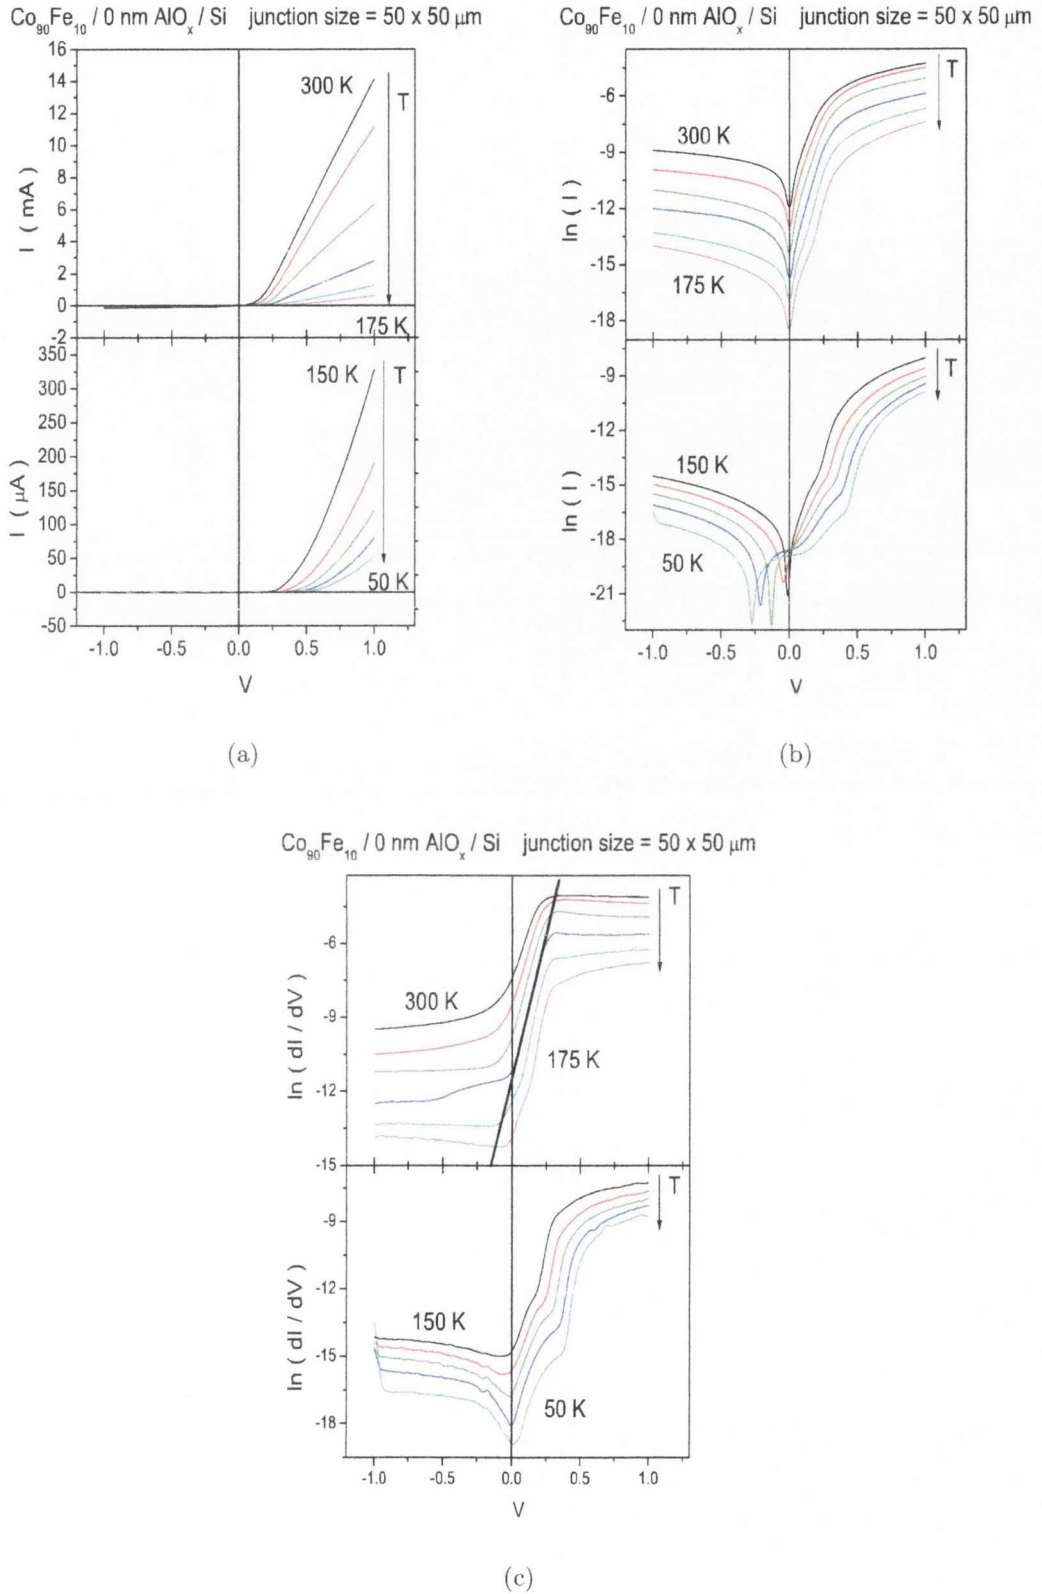 Co90Fe10 / 0 nm AlOx / Si junction size = 50 x 50 μm
16
14
12
10
8
6
4
2
0
-2
I ( mA )
300 K
T
175 K
350
300
250
200
150
100
50
0
-50
I ( μA )
150 K
T
50 K
-1.0 -0.5 0.0 0.5 1.0
V
(a)
Co90Fe10 / 0 nm AlOx / Si junction size = 50 x 50 μm
-6
-9
-12
-15
-18
ln ( I )
300 K
T
175 K
-9
-12
-15
-18
-21
ln ( I )
150 K
T
50 K
-1.0 -0.5 0.0 0.5 1.0
V
(b)
Co90Fe10 / 0 nm AlOx / Si junction size = 50 x 50 μm
-6
-9
-12
-15
ln ( dI / dV )
300 K
T
175 K
-9
-12
-15
-18
ln ( dI / dV )
150 K
T
50 K
-1.0 -0.5 0.0 0.5 1.0
V
(c)